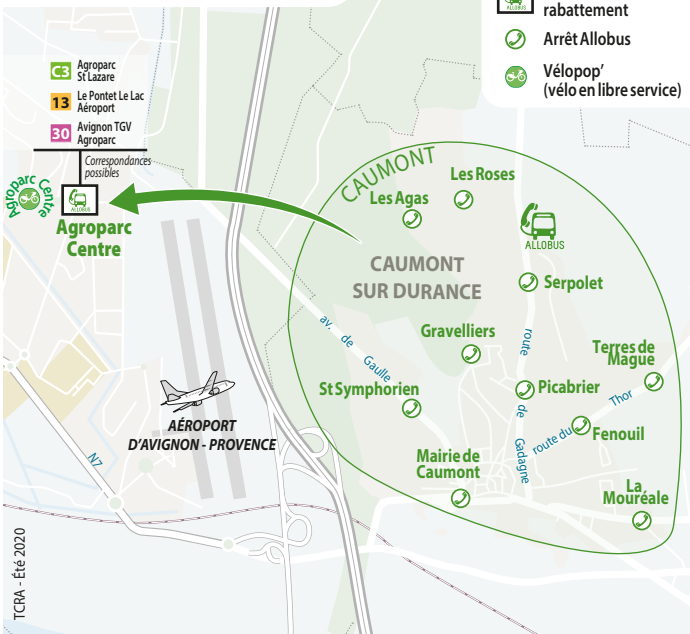 ALLOBUS
rabattement
Arrêt Allobus
Vélopop’
(vélo en libre service)
C3 Agroparc
St Lazare
13 Le Pontet Le Lac
Aéroport
30 Avignon TGV
Agroparc
Correspondances
possibles
Agroparc Centre
ALLOBUS
Agroparc
Centre
CAUMONT
Les Roses
Les Agas
ALLOBUS
CAUMONT
SUR DURANCE
Serpolet
av. de Gaulle
Gravelliers
route de Gadagne
Terres de
Mague
St Symphorien
Picabrier
route du Thor
Fenouil
AÉROPORT
D'AVIGNON - PROVENCE
Mairie de
Caumont
N7
La
Mouréale
TCRA - Été 2020